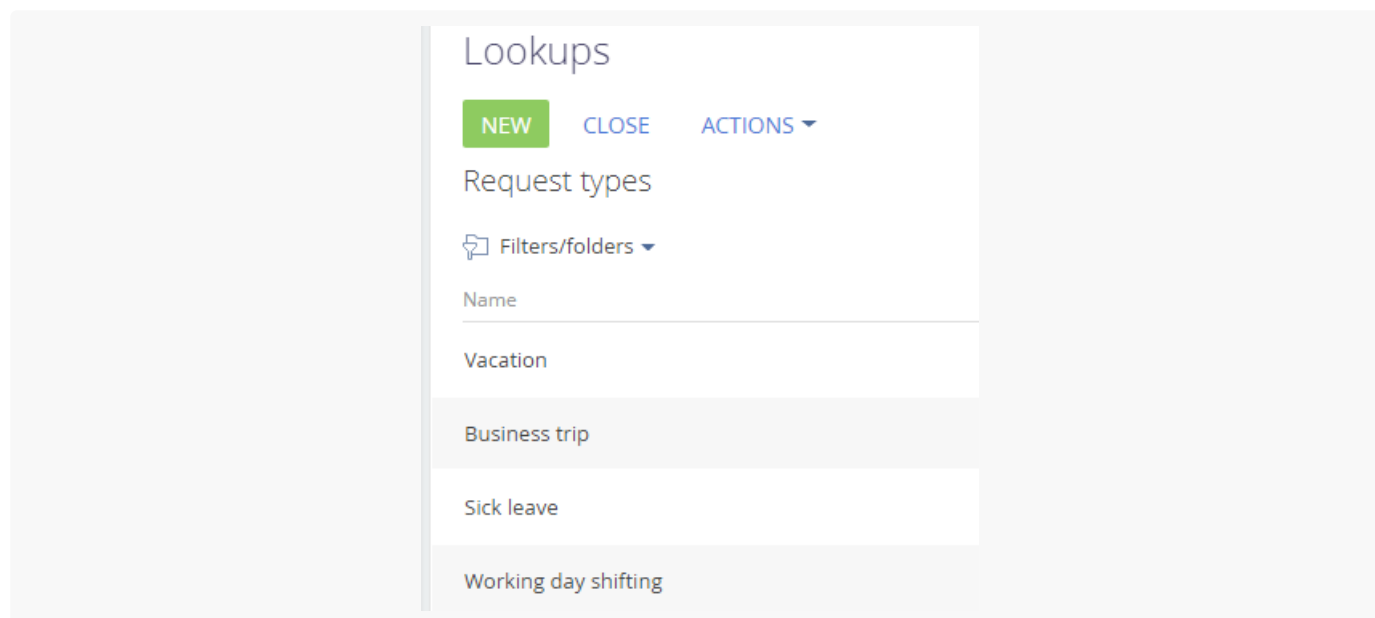 Lookups
NEW CLOSE ACTIONS
Request types
Filters/folders
Name
Vacation
Business trip
Sick leave
Working day shifting